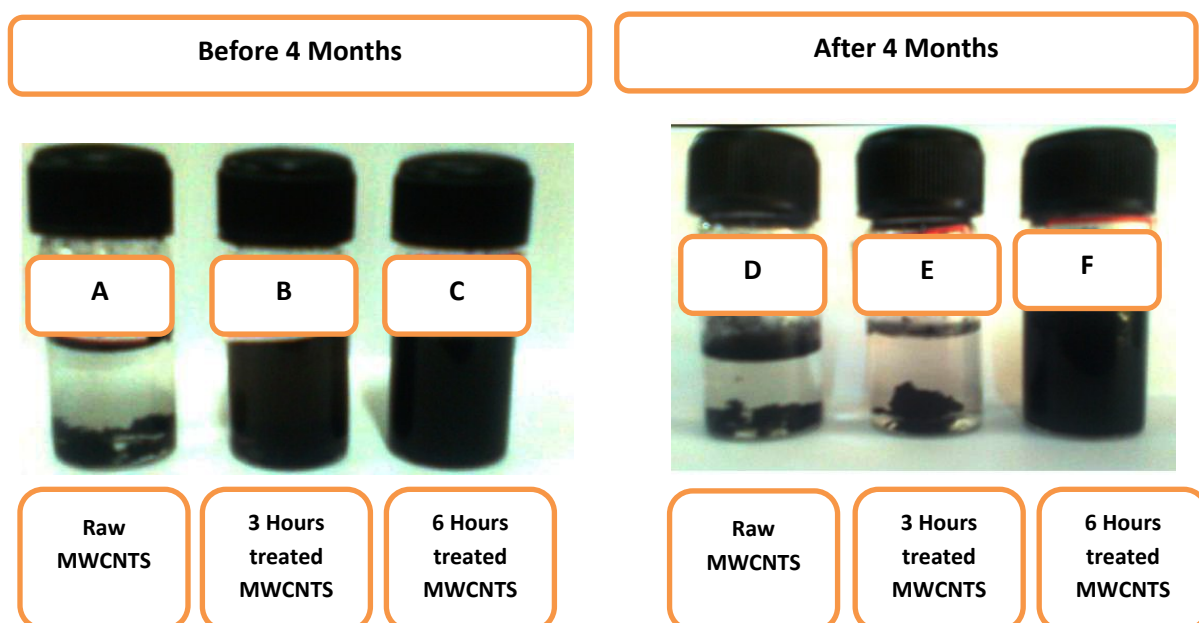 Before 4 Months
After 4 Months
A
B
C
D
E
F
Raw
MWCNTS
3 Hours
treated
MWCNTS
6 Hours
treated
MWCNTS
Raw
MWCNTS
3 Hours
treated
MWCNTS
6 Hours
treated
MWCNTS